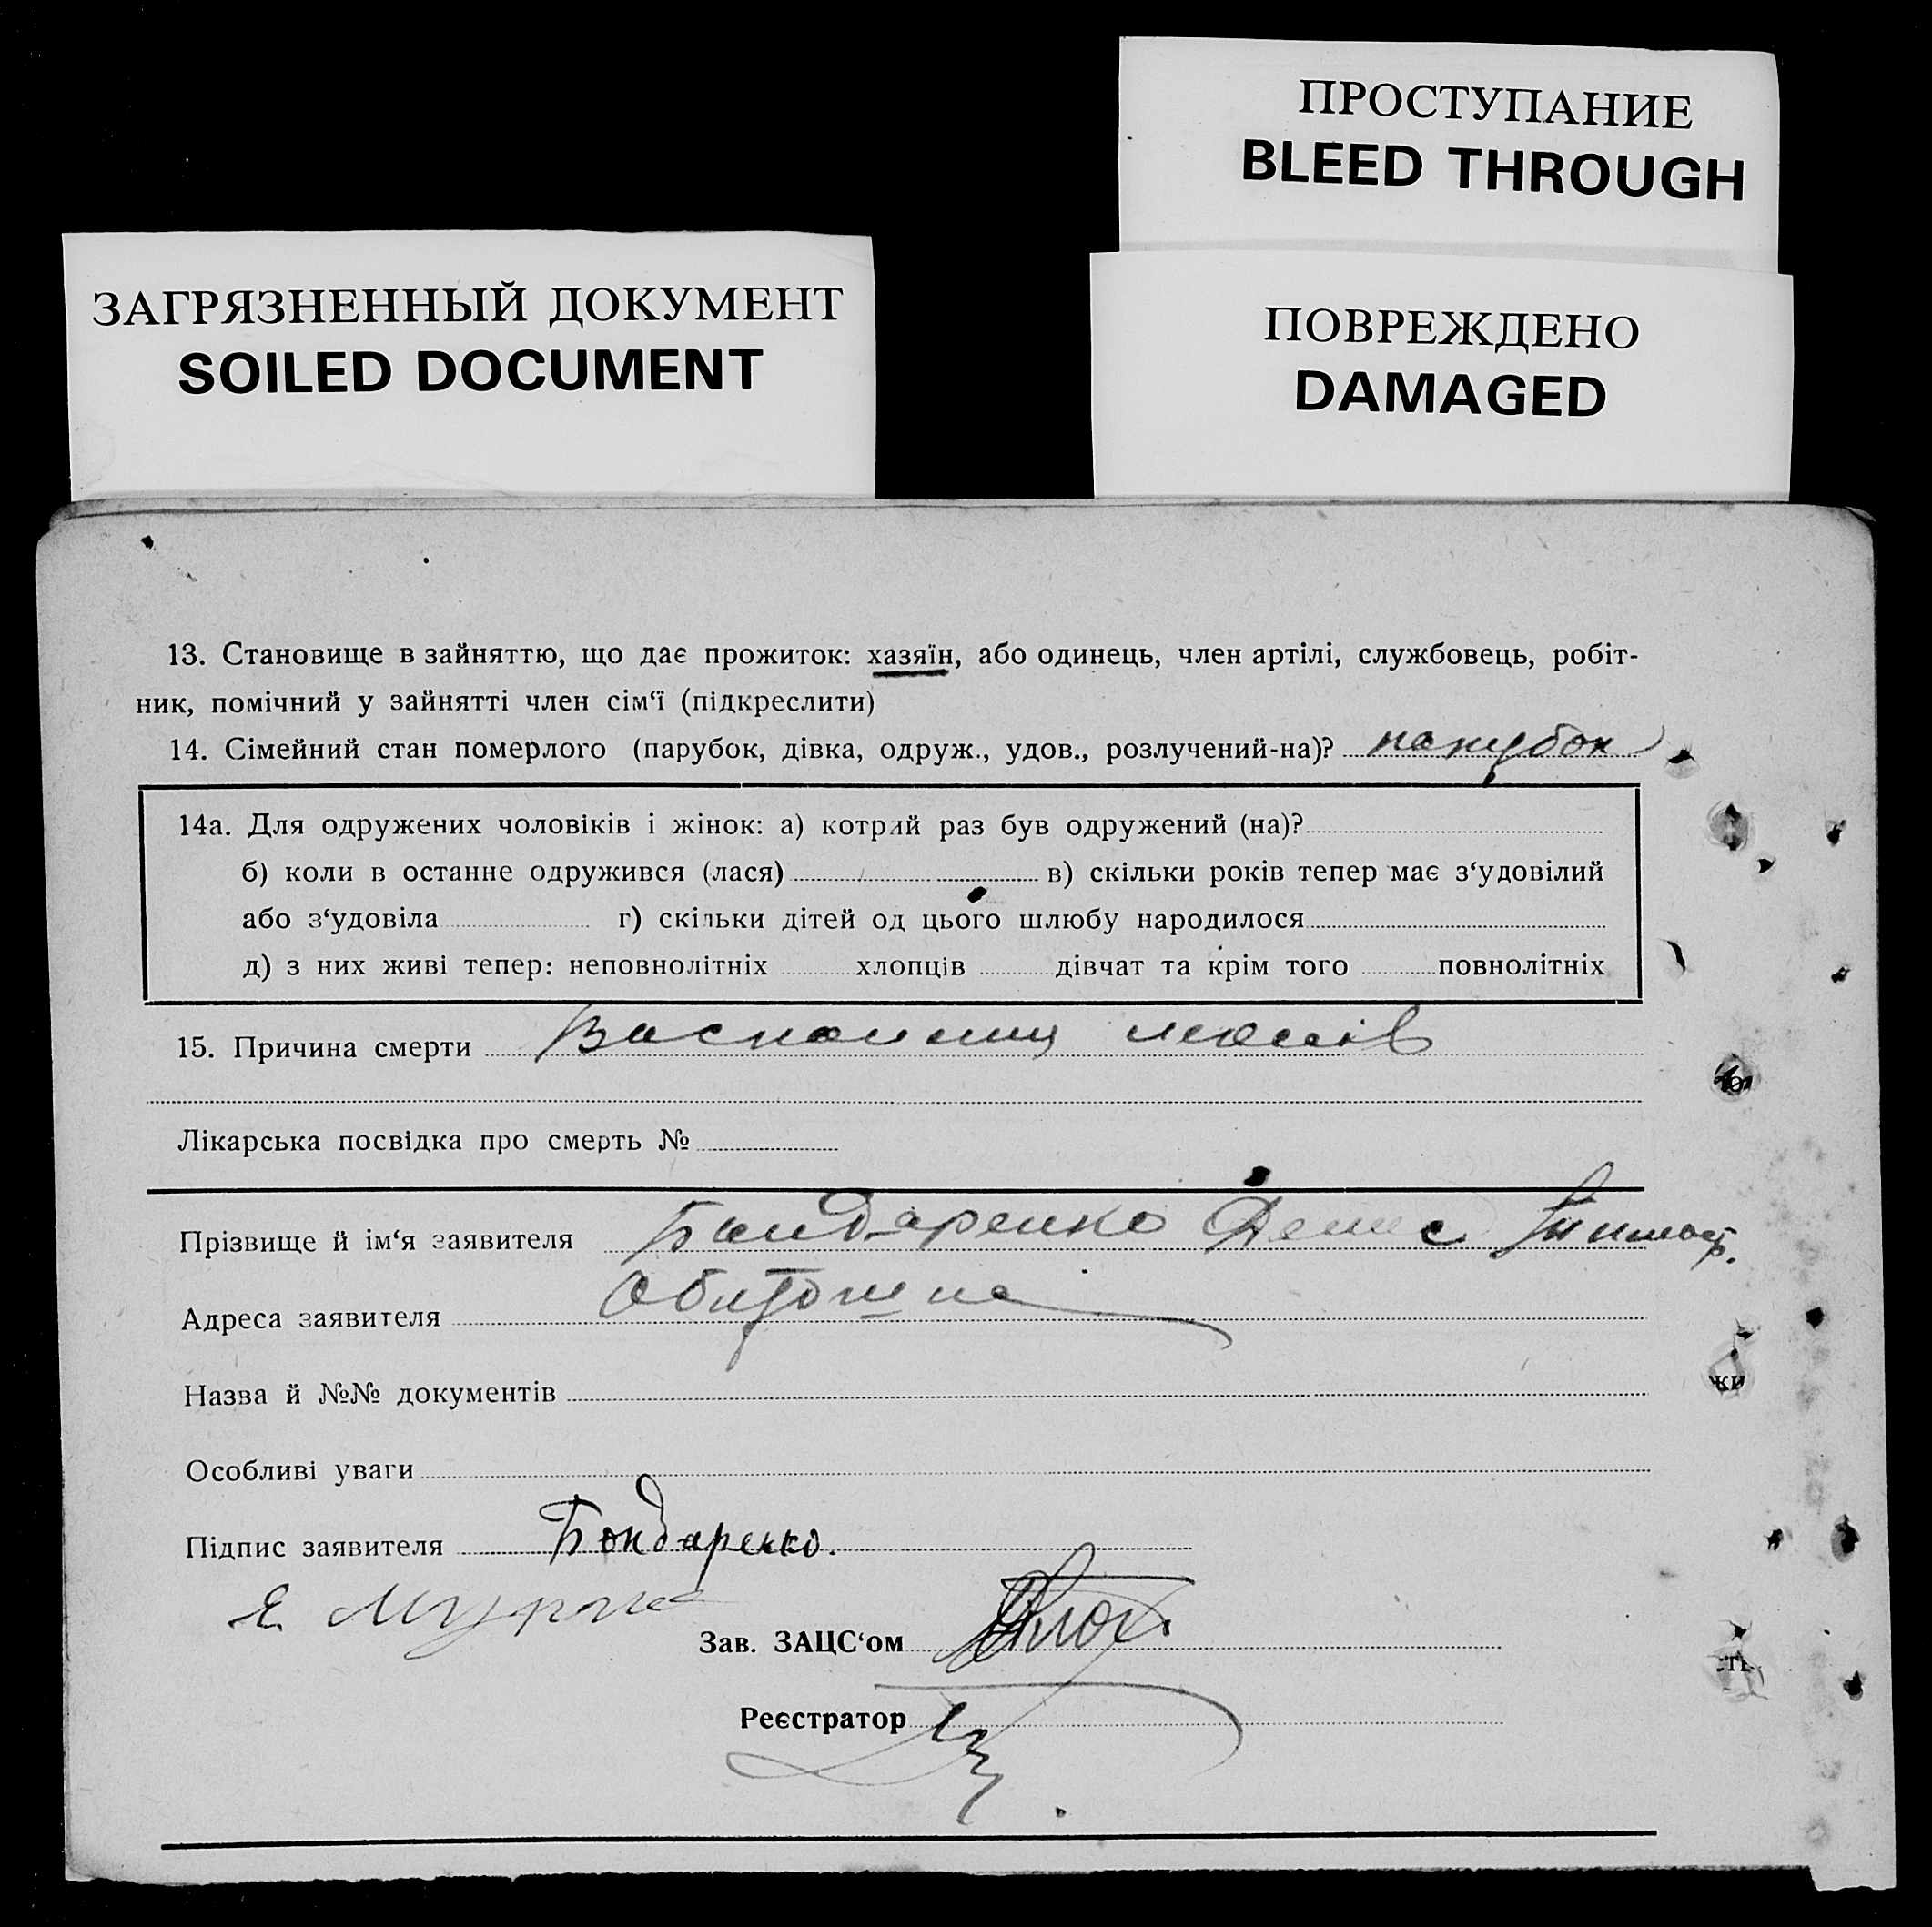 ПРОСТУПАНИЕ
BLEED THROUGH
ЗАГРЯЗНЕННЫЙ ДОКУМЕНТ
SOILED DOCUMENT
ПОВРЕЖДЕНО
DAMAGED
13. Становище в зайняттю, що дає прожиток: хазяїн, або одинець, член артілі, службовець, робіт-
ник, помічний у зайнятті член сім‘ї (підкреслити)
14. Сімейний стан померлого (парубок, дівка, одруж., удов., розлучений-на)? парубок
14а. Для одружених чоловіків і жінок: а) котрий раз був одружений (на)?
б) коли в останне одружився (лася) в) скільки років тепер має з‘удовілий
або з‘удовіла г) скільки дітей од цього шлюбу народилося
д) з них живі тепер: неповнолітніх хлопців дівчат та крім того повнолітніх
15. Причина смерти
Лікарська посвідка про смерть №
Прізвище й ім‘я заявителя Бондаренко Денис
Адреса заявителя
Назва й №№ документів
Особливі уваги
Підпис заявителя Бондаренко.
Зав. ЗАЦС‘ом
Реєстратор